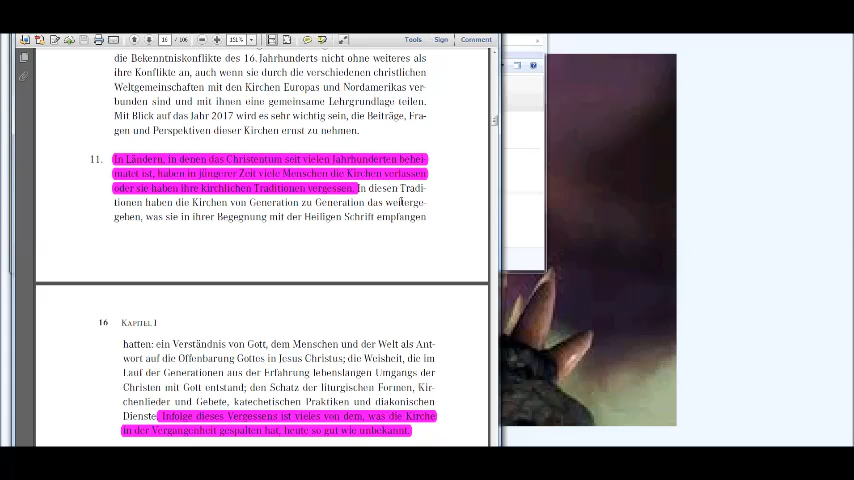 16 / 106
151%
Tools
Sign
Comment
die Bekenntniskonflikte des 16. Jahrhunderts nicht ohne weiteres als
ihre Konflikte an, auch wenn sie durch die verschiedenen christlichen
Weltgemeinschaften mit den Kirchen Europas und Nordamerikas ver-
bunden sind und mit ihnen eine gemeinsame Lehrgrundlage teilen.
Mit Blick auf das Jahr 2017 wird es sehr wichtig sein, die Beiträge, Fra-
gen und Perspektiven dieser Kirchen ernst zu nehmen.
11. In Ländern, in denen das Christentum seit vielen Jahrhunderten behei-
matet ist, haben in jüngerer Zeit viele Menschen die Kirchen verlassen
oder sie haben ihre kirchlichen Traditionen vergessen. In diesen Tradi-
tionen haben die Kirchen von Generation zu Generation das weiterge-
geben, was sie in ihrer Begegnung mit der Heiligen Schrift empfangen
16 KAPITEL I
hatten: ein Verständnis von Gott, dem Menschen und der Welt als Ant-
wort auf die Offenbarung Gottes in Jesus Christus; die Weisheit, die im
Lauf der Generationen aus der Erfahrung lebenslangen Umgangs der
Christen mit Gott entstand; den Schatz der liturgischen Formen, Kir-
chenlieder und Gebete, katechetischen Praktiken und diakonischen
Dienste. Infolge dieses Vergessens ist vieles von dem, was die Kirche
in der Vergangenheit gespalten hat, heute so gut wie unbekannt.